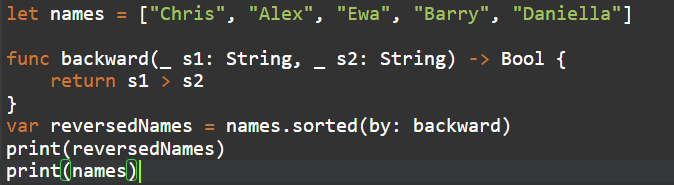 let names = ["Chris", "Alex", "Ewa", "Barry", "Daniella"]
func backward(_ s1: String, _ s2: String) -> Bool {
    return s1 > s2
}
var reversedNames = names.sorted(by: backward)
print(reversedNames)
print(names)